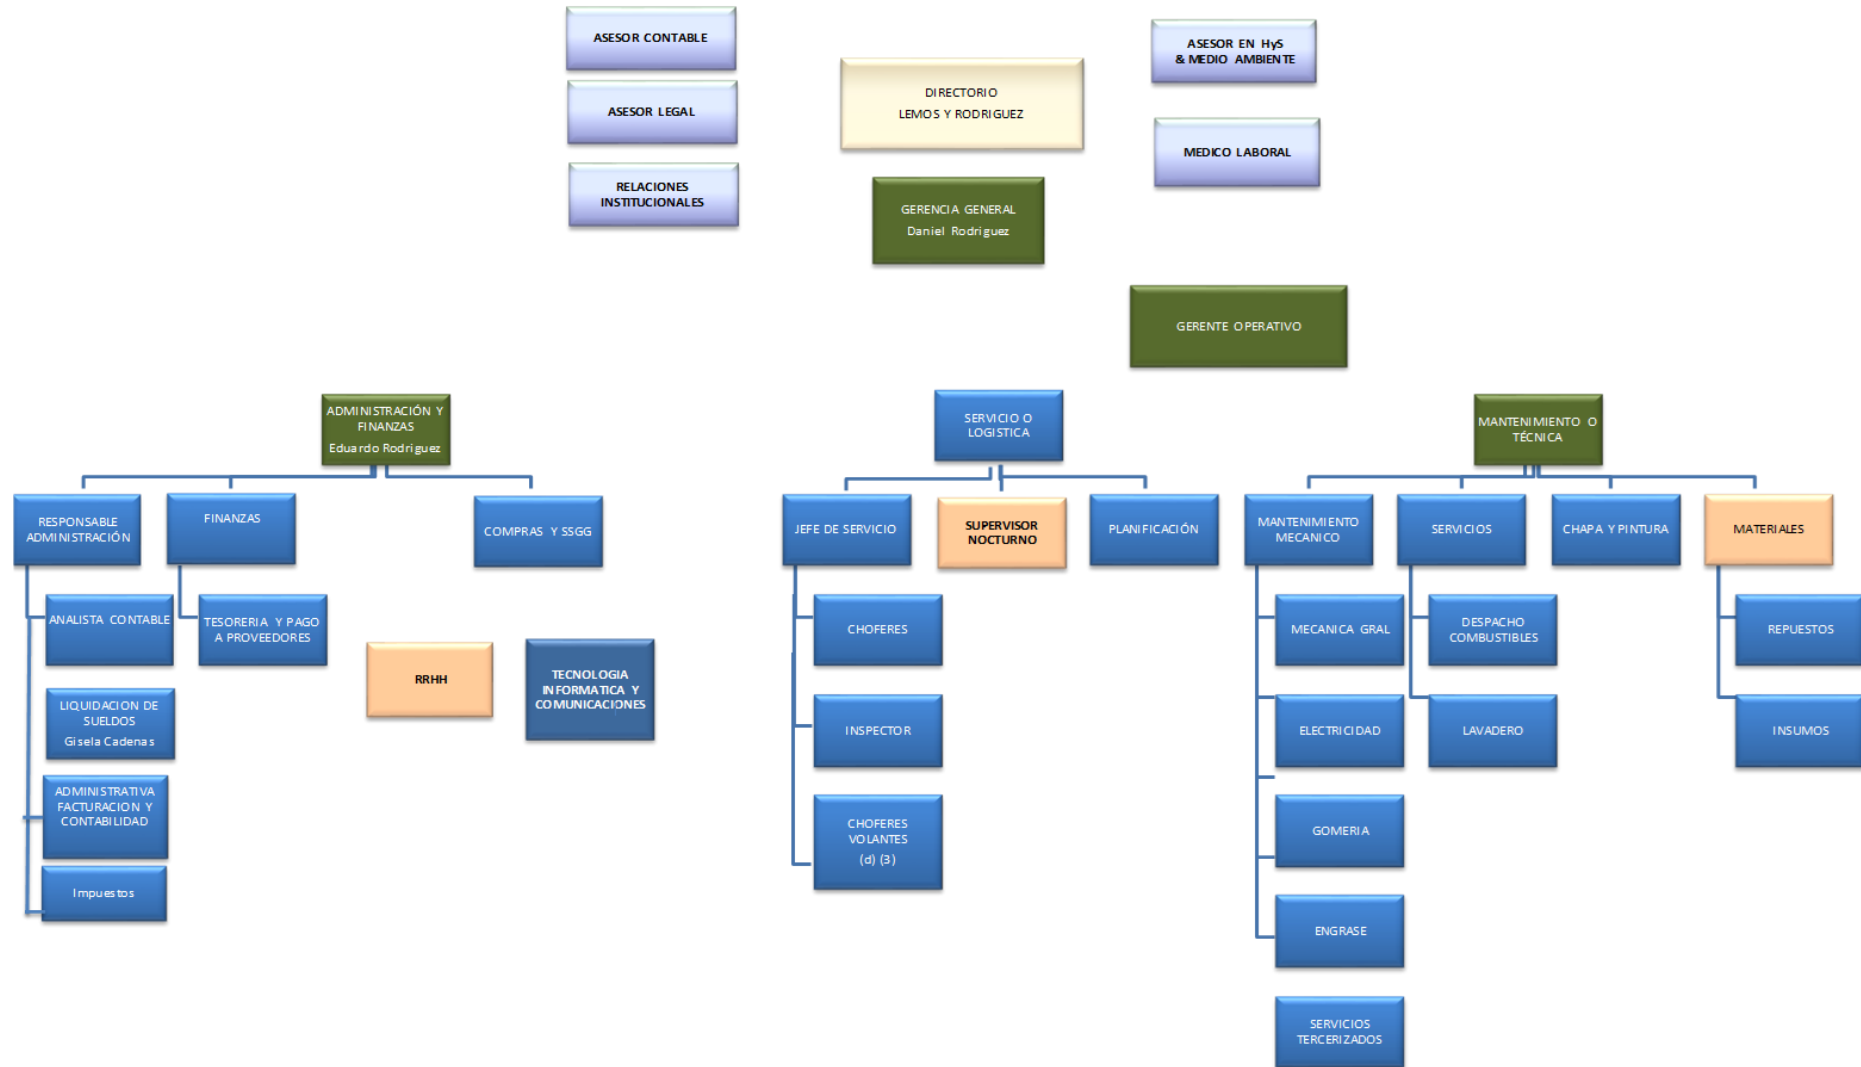 ASESOR CONTABLE
ASESOR LEGAL
RELACIONES
INSTITUCIONALES
DIRECTORIO
LEMOS Y RODRIGUEZ
ASESOR EN HyS
& MEDIO AMBIENTE
MEDICO LABORAL
GERENCIA GENERAL
Daniel Rodriguez
GERENTE OPERATIVO
ADMINISTRACIÓN Y
FINANZAS
Eduardo Rodriguez
SERVICIO O
LOGISTICA
MANTENIMIENTO O
TÉCNICA
RESPONSABLE
ADMINISTRACIÓN
FINANZAS
COMPRAS Y SSGG
JEFE DE SERVICIO
SUPERVISOR
NOCTURNO
PLANIFICACIÓN
MANTENIMIENTO
MECANICO
SERVICIOS
CHAPA Y PINTURA
MATERIALES
ANALISTA CONTABLE
TESORERIA Y PAGO
A PROVEEDORES
RRHH
TECNOLOGIA
INFORMATICA Y
COMUNICACIONES
LIQUIDACION DE
SUELDOS
Gisela Cadenas
ADMINISTRATIVA
FACTURACION Y
CONTABILIDAD
Impuestos
CHOFERES
INSPECTOR
CHOFERES
VOLANTES
(d) (3)
MECANICA GRAL
ELECTRICIDAD
GOMERIA
ENGRASE
SERVICIOS
TERCERIZADOS
DESPACHO
COMBUSTIBLES
LAVADERO
REPUESTOS
INSUMOS